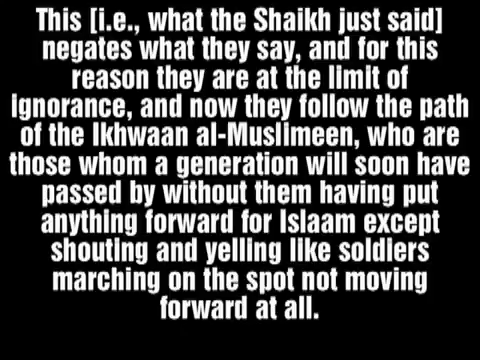 This [i.e., what the Shaikh just said]
negates what they say, and for this
reason they are at the limit of
ignorance, and now they follow the path
of the Ikhwaan al-Muslimeen, who are
those whom a generation will soon have
passed by without them having put
anything forward for Islaam except
shouting and yelling like soldiers
marching on the spot not moving
forward at all.